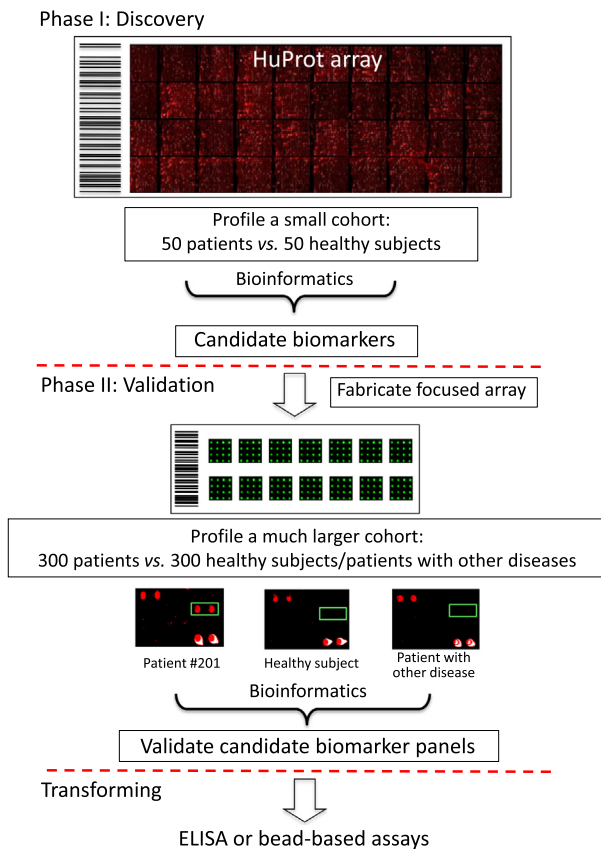 Phase I: Discovery
HuProt array
Profile a small cohort:
50 patients vs. 50 healthy subjects
Bioinformatics
Candidate biomarkers
Phase II: Validation
Fabricate focused array
Profile a much larger cohort:
300 patients vs. 300 healthy subjects/patients with other diseases
Patient #201
Healthy subject
Patient with
other disease
Bioinformatics
Validate candidate biomarker panels
Transforming
ELISA or bead-based assays